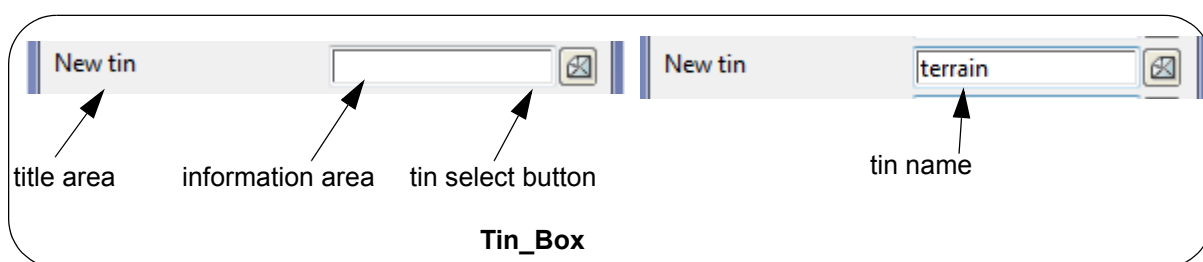 New tin
New tin
terrain
title area
information area
tin select button
tin name
Tin_Box